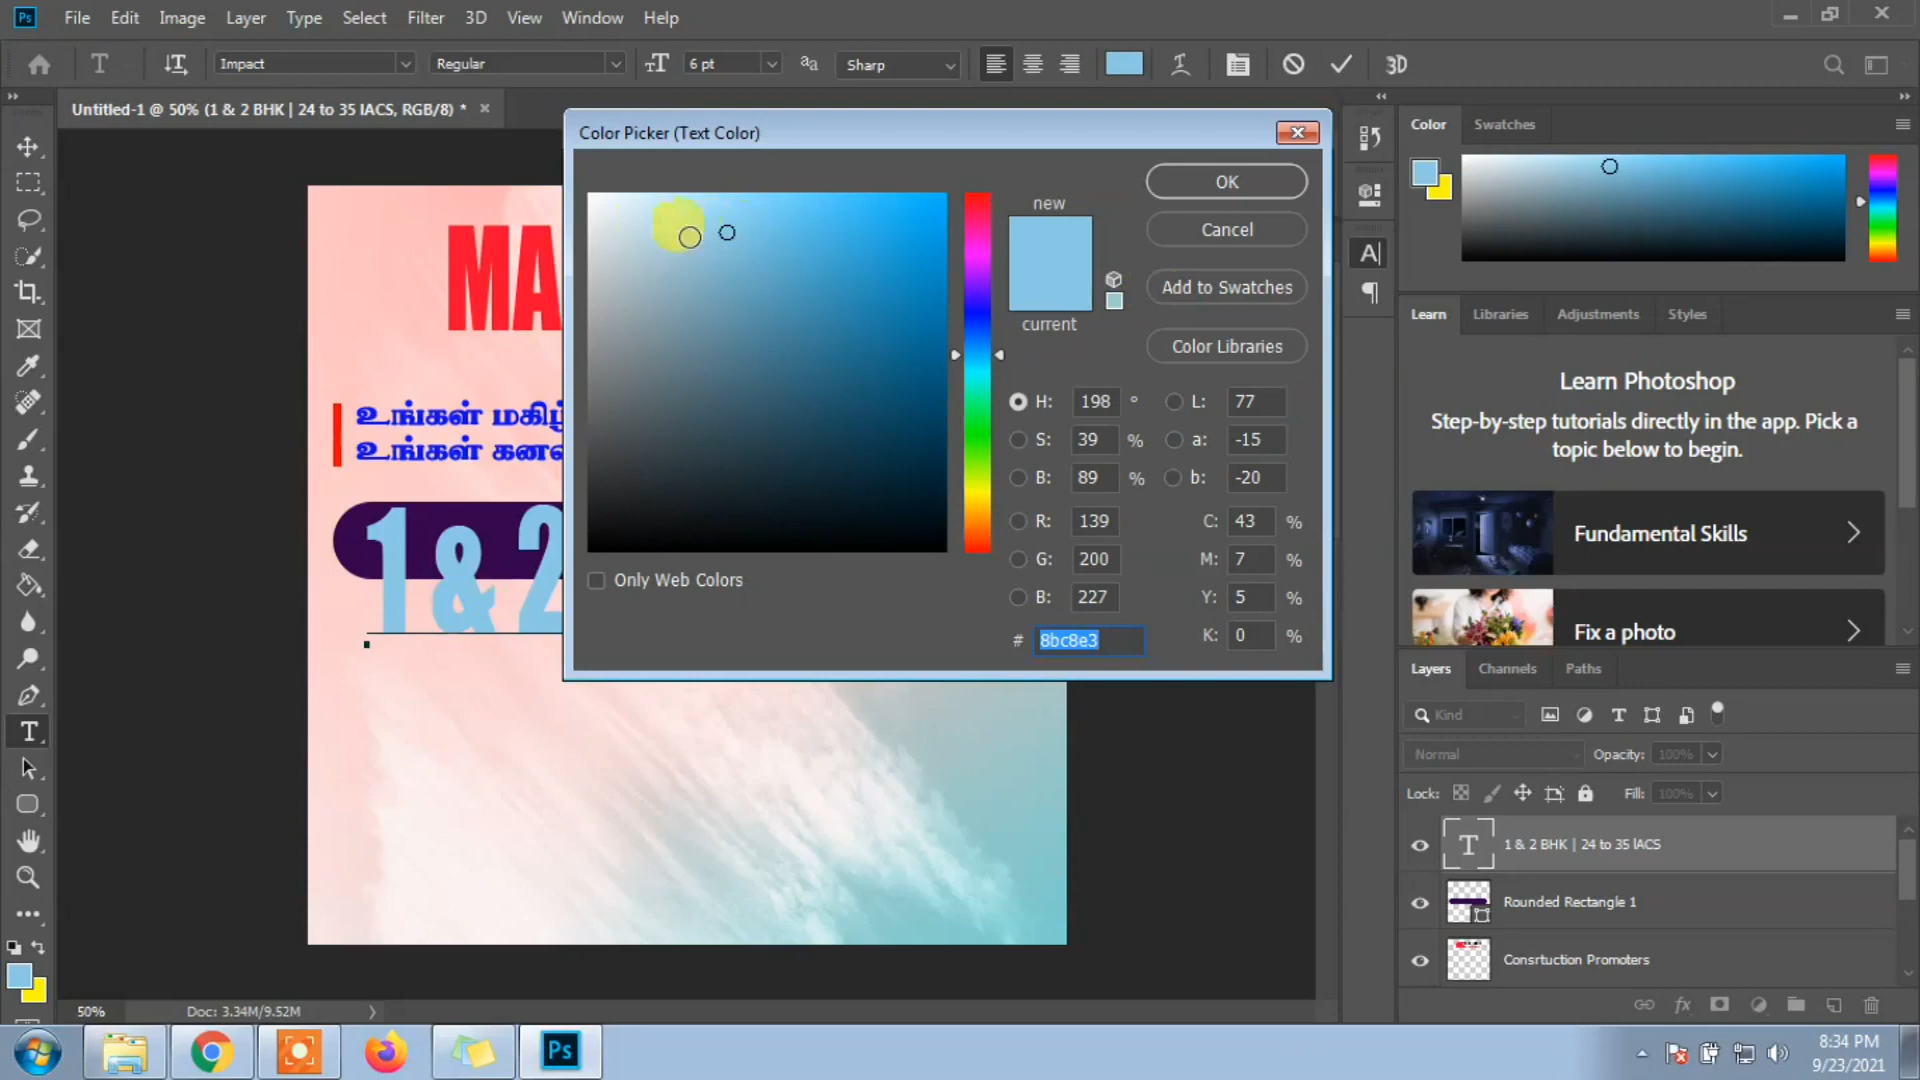 Ps File Edit Image Layer Type Select Filter 3D View Window Help
T Impact Regular 6 pt Sharp 3D
Untitled-1 @ 50% (1 & 2 BHK | 24 to 35 lACS, RGB/8) *
Color Picker (Text Color)
OK
new
Cancel
Add to Swatches
current
Color Libraries
H: 198 ° L: 77
S: 39 % a: -15
B: 89 % b: -20
R: 139 C: 43 %
G: 200 M: 7 %
B: 227 Y: 5 %
# 8bc8e3 K: 0 %
Only Web Colors
MA
உங்கள்
உங்கள்
1 & 2
Color Swatches
Learn Libraries Adjustments Styles
Learn Photoshop
Step-by-step tutorials directly in the app. Pick a
topic below to begin.
Fundamental Skills
Fix a photo
Layers Channels Paths
Kind
Normal Opacity: 100%
Lock: Fill: 100%
T 1 & 2 BHK | 24 to 35 lACS
Rounded Rectangle 1
Consrtuction Promoters
fx
50% Doc: 3.34M/9.52M
Ps
8:34 PM
9/23/2021